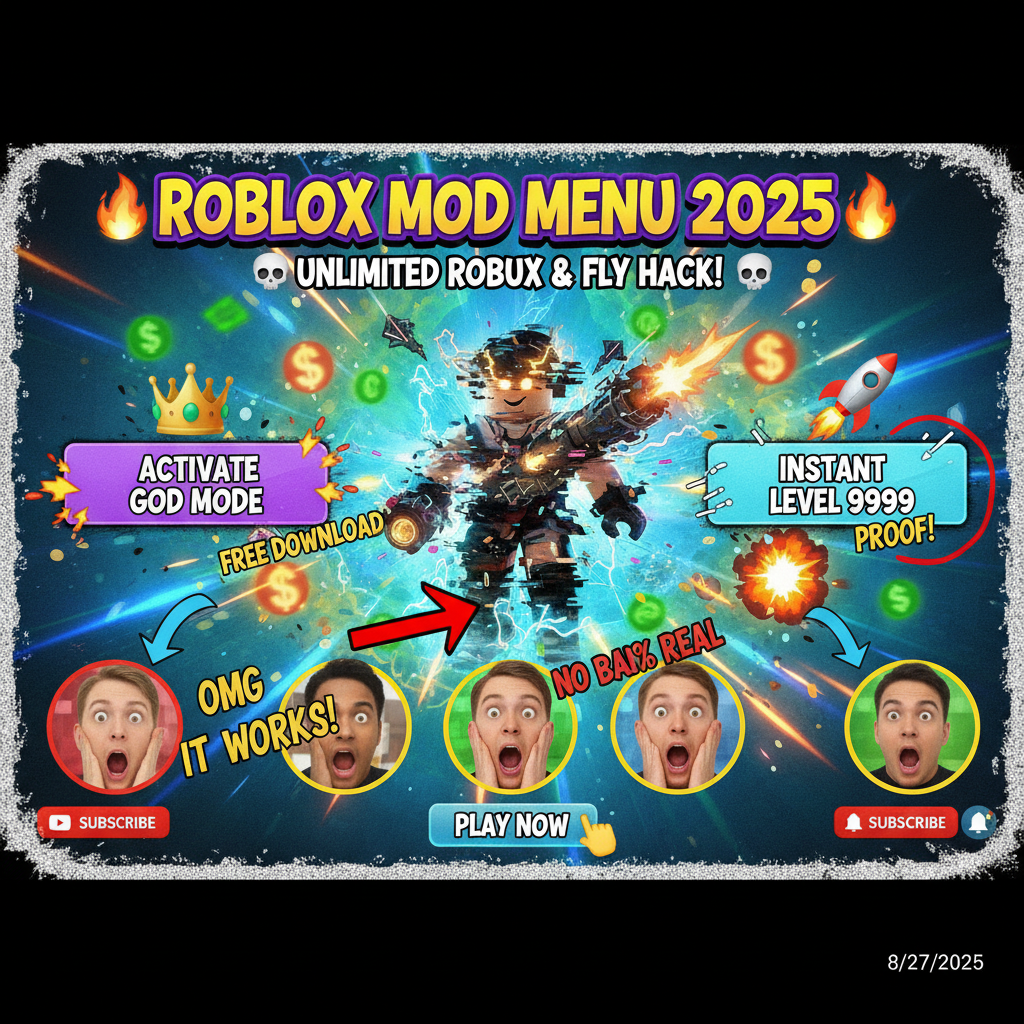 ROBLOX MOD MENU 2025
UNLIMITED ROBUX & FLY HACK!
ACTIVATE
GOD MODE
INSTANT
LEVEL 9999
PROOF!
FREE DOWNLOAD
NO BAI% REAL
OMG
IT WORKS!
SUBSCRIBE
PLAY NOW
SUBSCRIBE
8/27/2025